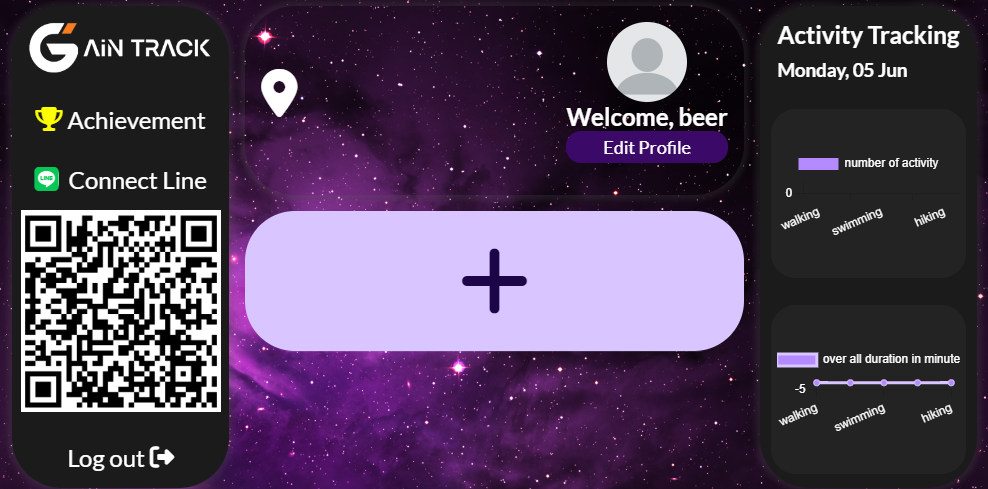 GAiN TRACK
Achievement
LINE
Connect Line
Log out
Welcome, beer
Edit Profile
Activity Tracking
Monday, 05 Jun
number of activity
0
walking
swimming
hiking
over all duration in minute
-5
walking
swimming
hiking